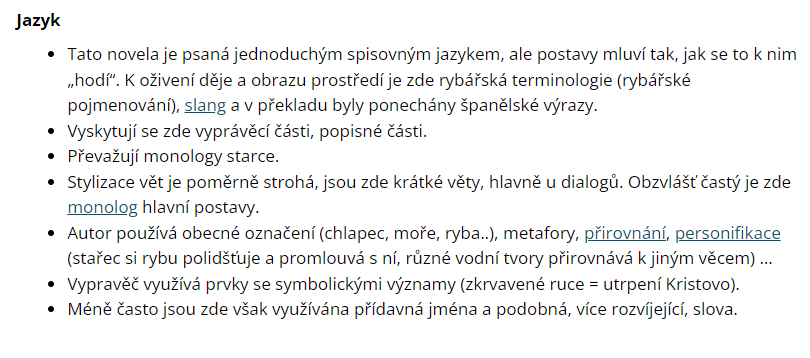 Jazyk
• Tato novela je psaná jednoduchým spisovným jazykem, ale postavy mluví tak, jak se to k nim
„hodí“. K oživení děje a obrazu prostředí je zde rybářská terminologie (rybářské
pojmenování), slang a v překladu byly ponechány španělské výrazy.
• Vyskytují se zde vyprávěcí části, popisné části.
• Převažují monology starce.
• Stylizace vět je poměrně strohá, jsou zde krátké věty, hlavně u dialogů. Obzvlášť častý je zde
monolog hlavní postavy.
• Autor používá obecné označení (chlapec, moře, ryba..), metafory, přirovnání, personifikace
(stařec si rybu polidšťuje a promlouvá s ní, různé vodní tvory přirovnává k jiným věcem) ...
• Vypravěč využívá prvky se symbolickými významy (zkrvavené ruce = utrpení Kristovo).
• Méně často jsou zde však využívána přídavná jména a podobná, více rozvíjející, slova.